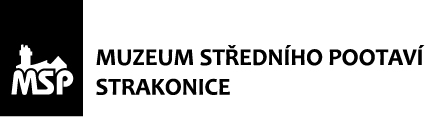 MSP
MUZEUM STŘEDNÍHO POOTAVÍ
STRAKONICE